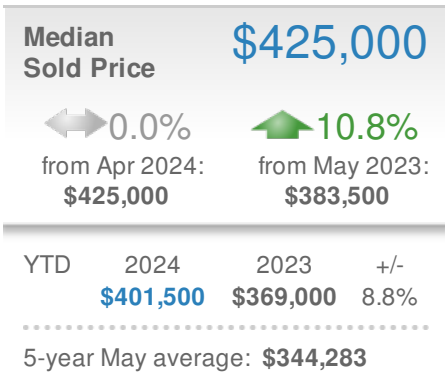 Median
Sold Price
$425,000
0.0%
10.8%
from Apr 2024:
from May 2023:
$425,000
$383,500
YTD 2024 2023 +/-
$401,500 $369,000 8.8%
5-year May average: $344,283